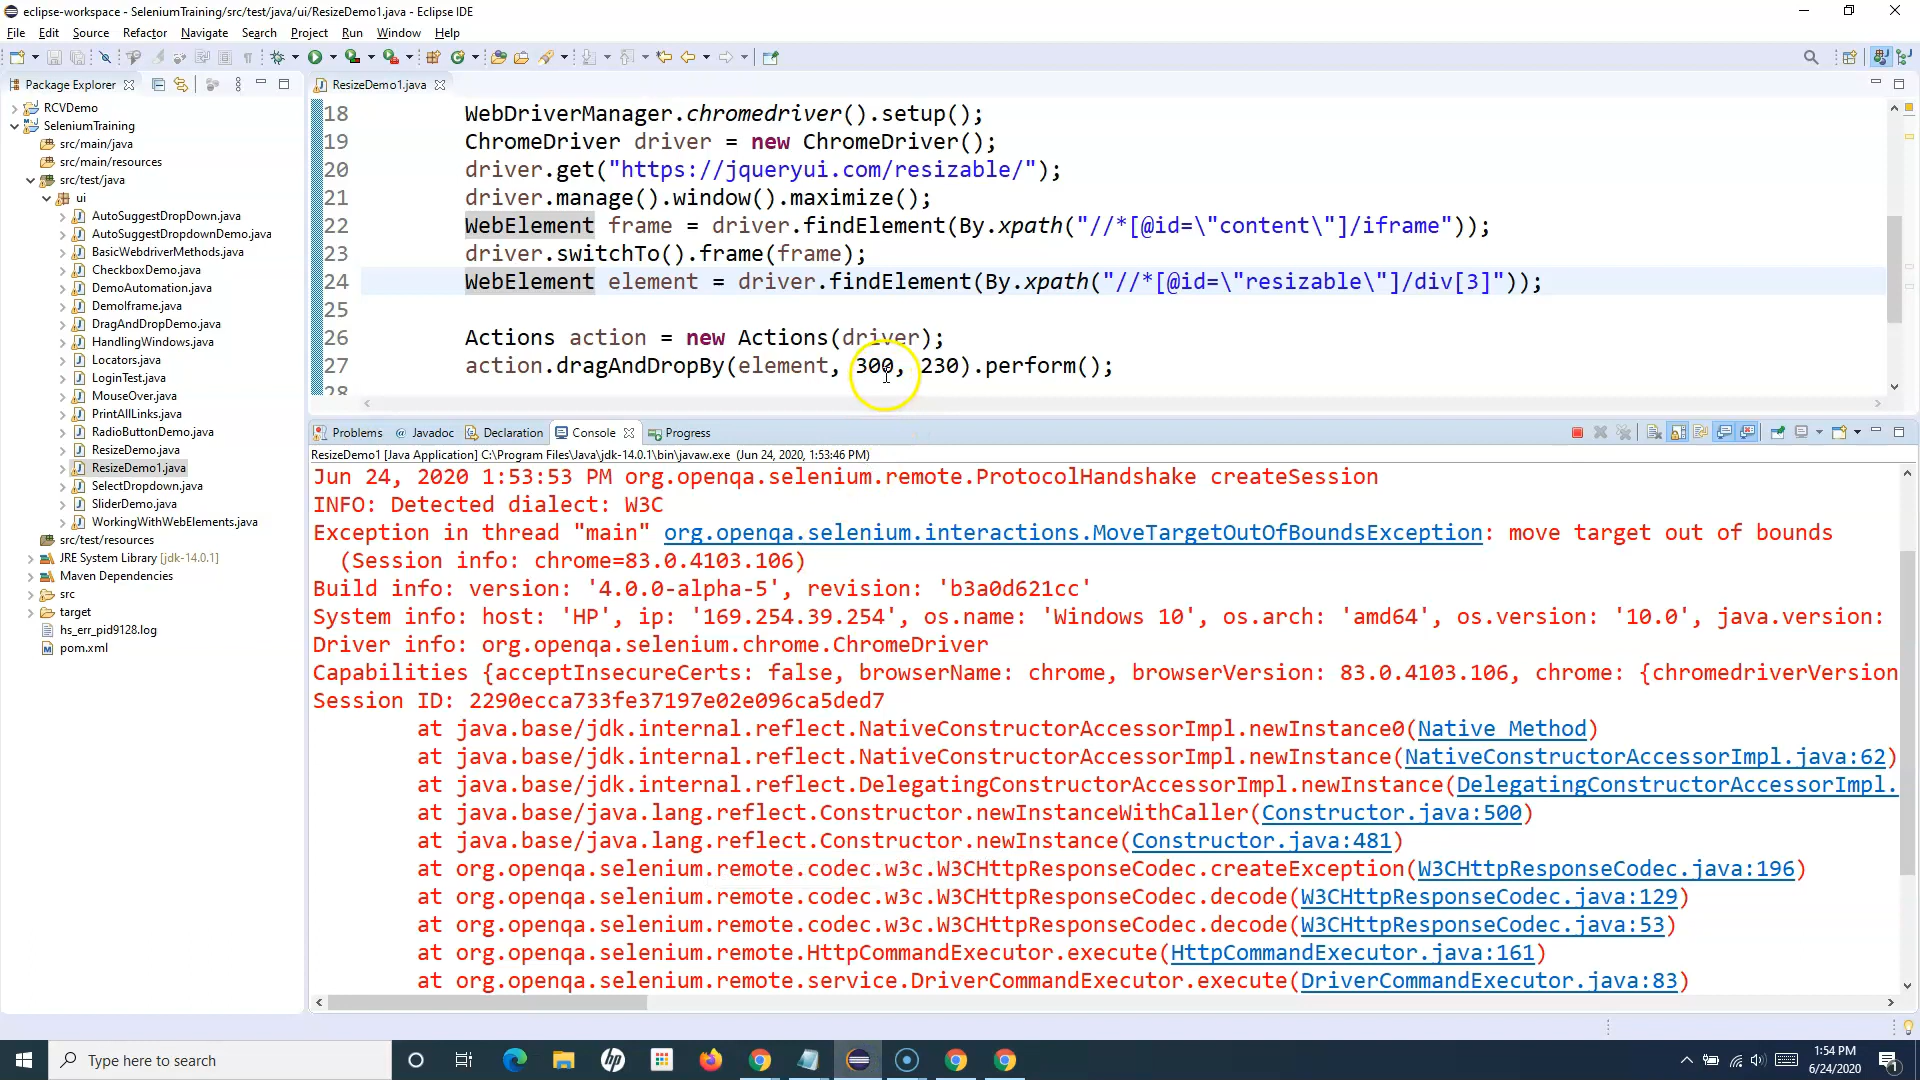 eclipse-workspace - SeleniumTraining/src/test/java/ui/ResizeDemo1.java - Eclipse IDE
File Edit Source Refactor Navigate Search Project Run Window Help
Package Explorer
RCVDemo
SeleniumTraining
src/main/java
src/main/resources
src/test/java
ui
AutoSuggestDropDown.java
AutoSuggestDropdownDemo.java
BasicWebdriverMethods.java
CheckboxDemo.java
DemoAutomation.java
DemoIframe.java
DragAndDropDemo.java
HandlingWindows.java
Locators.java
LoginTest.java
MouseOver.java
PrintAllLinks.java
RadioButtonDemo.java
ResizeDemo.java
ResizeDemo1.java
SelectDropdown.java
SliderDemo.java
WorkingWithWebElements.java
src/test/resources
JRE System Library [jdk-14.0.1]
Maven Dependencies
src
target
hs_err_pid9128.log
pom.xml
ResizeDemo1.java
18 WebDriverManager.chromedriver().setup();
19 ChromeDriver driver = new ChromeDriver();
20 driver.get("https://jqueryui.com/resizable/");
21 driver.manage().window().maximize();
22 WebElement frame = driver.findElement(By.xpath("//*[@id=\"content\"]/iframe"));
23 driver.switchTo().frame(frame);
24 WebElement element = driver.findElement(By.xpath("//*[@id=\"resizable\"]/div[3]"));
25
26 Actions action = new Actions(driver);
27 action.dragAndDropBy(element, 300, 230).perform();
28
Problems Javadoc Declaration Console Progress
ResizeDemo1 [Java Application] C:\Program Files\Java\jdk-14.0.1\bin\javaw.exe (Jun 24, 2020, 1:53:46 PM)
Jun 24, 2020 1:53:53 PM org.openqa.selenium.remote.ProtocolHandshake createSession
INFO: Detected dialect: W3C
Exception in thread "main" org.openqa.selenium.interactions.MoveTargetOutOfBoundsException: move target out of bounds
(Session info: chrome=83.0.4103.106)
Build info: version: '4.0.0-alpha-5', revision: 'b3a0d621cc'
System info: host: 'HP', ip: '169.254.39.254', os.name: 'Windows 10', os.arch: 'amd64', os.version: '10.0', java.version:
Driver info: org.openqa.selenium.chrome.ChromeDriver
Capabilities {acceptInsecureCerts: false, browserName: chrome, browserVersion: 83.0.4103.106, chrome: {chromedriverVersion
Session ID: 2290ecca733fe37197e02e096ca5ded7
at java.base/jdk.internal.reflect.NativeConstructorAccessorImpl.newInstance0(Native Method)
at java.base/jdk.internal.reflect.NativeConstructorAccessorImpl.newInstance(NativeConstructorAccessorImpl.java:62)
at java.base/jdk.internal.reflect.DelegatingConstructorAccessorImpl.newInstance(DelegatingConstructorAccessorImpl.
at java.base/java.lang.reflect.Constructor.newInstanceWithCaller(Constructor.java:500)
at java.base/java.lang.reflect.Constructor.newInstance(Constructor.java:481)
at org.openqa.selenium.remote.codec.w3c.W3CHttpResponseCodec.createException(W3CHttpResponseCodec.java:196)
at org.openqa.selenium.remote.codec.w3c.W3CHttpResponseCodec.decode(W3CHttpResponseCodec.java:129)
at org.openqa.selenium.remote.codec.w3c.W3CHttpResponseCodec.decode(W3CHttpResponseCodec.java:53)
at org.openqa.selenium.remote.HttpCommandExecutor.execute(HttpCommandExecutor.java:161)
at org.openqa.selenium.remote.service.DriverCommandExecutor.execute(DriverCommandExecutor.java:83)
Type here to search
1:54 PM
6/24/2020